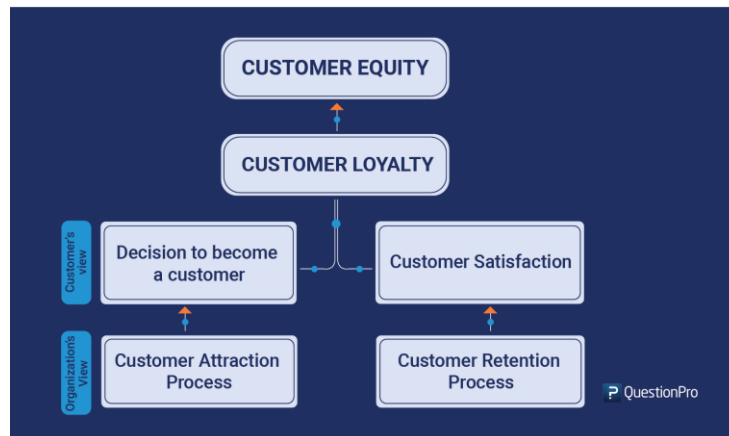 CUSTOMER EQUITY
CUSTOMER LOYALTY
Customer's
view
Decision to become
a customer
Customer Satisfaction
Organization's
View
Customer Attraction
Process
Customer Retention
Process
QuestionPro